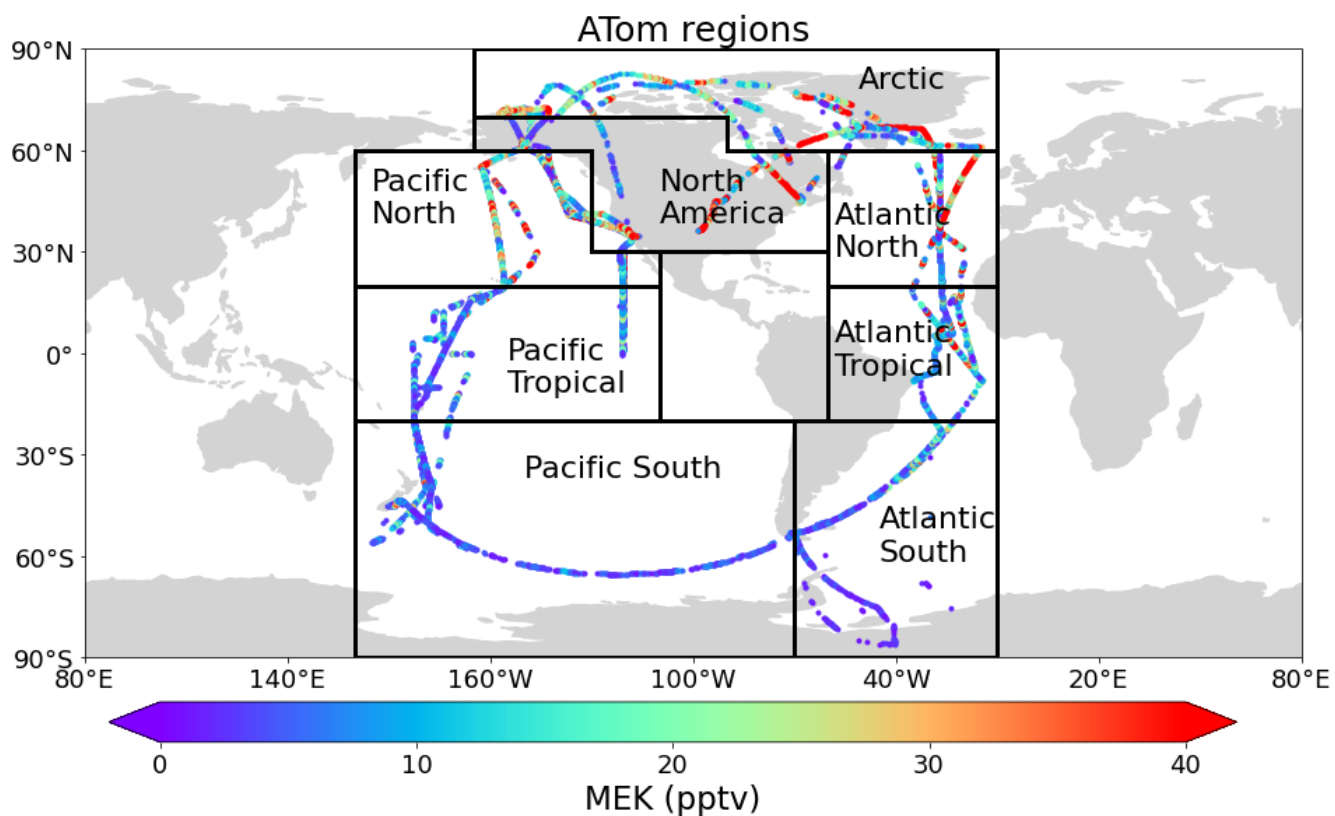 ATom regions
90°N
60°N
30°N
0°
30°S
60°S
90°S
Arctic
Pacific
North
North
America
Atlantic
North
Pacific
Tropical
Atlantic
Tropical
Pacific South
Atlantic
South
80°E
140°E
160°W
100°W
40°W
20°E
80°E
0
10
20
30
40
MEK (pptv)